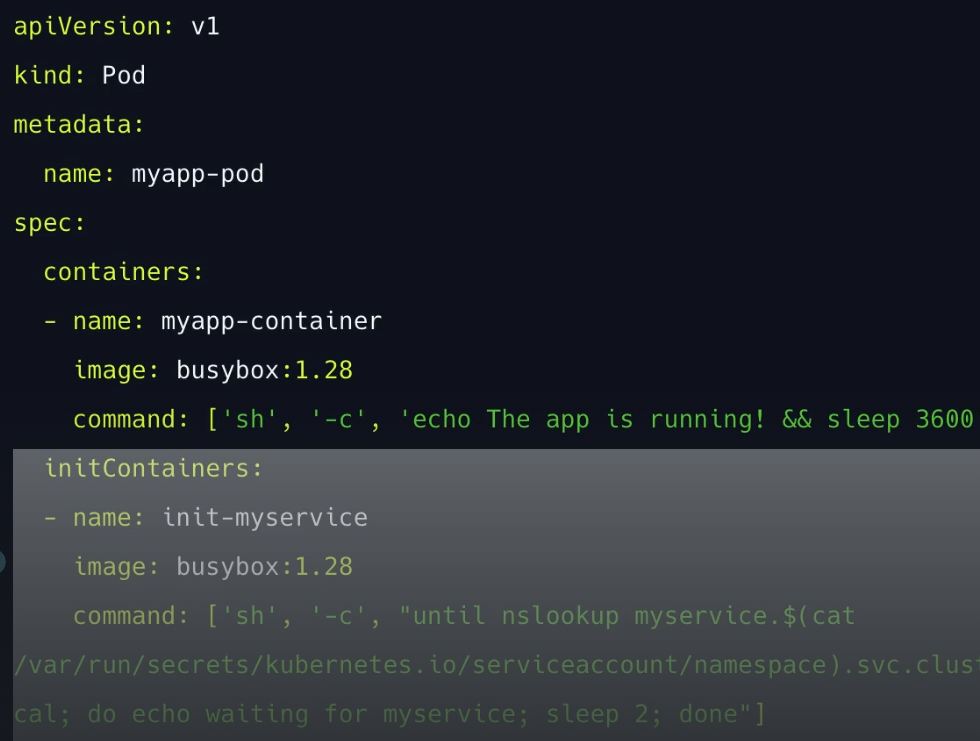 apiVersion: v1
kind: Pod
metadata:
  name: myapp-pod
spec:
  containers:
  - name: myapp-container
    image: busybox:1.28
    command: ['sh', '-c', 'echo The app is running! && sleep 3600
  initContainers:
  - name: init-myservice
    image: busybox:1.28
    command: ['sh', '-c', "until nslookup myservice.$(cat
/var/run/secrets/kubernetes.io/serviceaccount/namespace).svc.clust
cal; do echo waiting for myservice; sleep 2; done"]